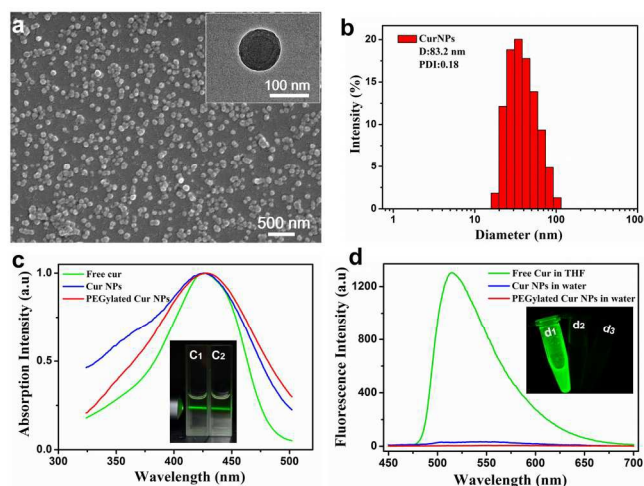 a
100 nm
500 nm
b
CurNPs
D:83.2 nm
PDI:0.18
20
15
10
5
0
Intensity (%)
1
10
100
100
Diameter (nm)
c
Free cur
Cur NPs
PEGylated Cur NPs
1.0
0.5
0.0
Absorption Intensity (a.u)
C1
C2
300
350
400
450
500
550
Wavelength (nm)
d
Free Cur in THF
Cur NPs in water
PEGylated Cur NPs in water
1200
800
400
0
Fluorescence Intensity (a.u)
d1
d2
d3
450
500
550
600
650
700
Wavelength (nm)